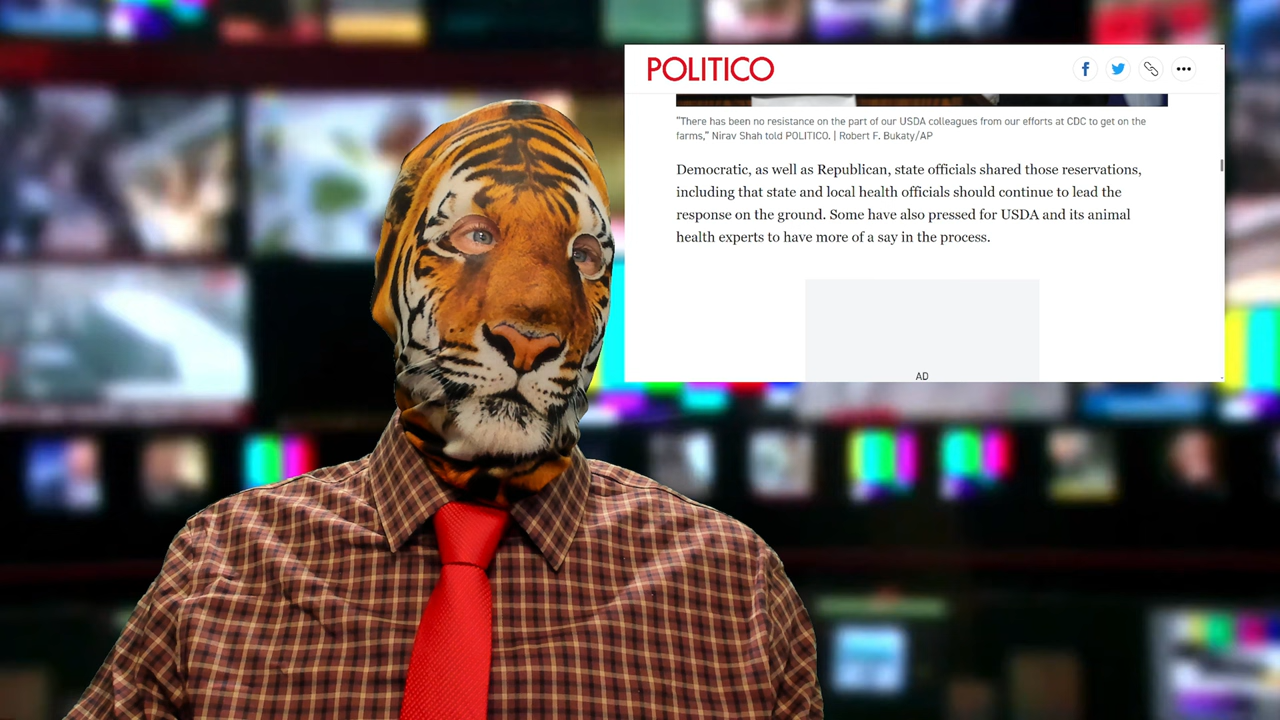 POLITICO
“There has been no resistance on the part of our USDA colleagues from our efforts at CDC to get on the
farms,” Nirav Shah told POLITICO. | Robert F. Bukaty/AP
Democratic, as well as Republican, state officials shared those reservations,
including that state and local health officials should continue to lead the
response on the ground. Some have also pressed for USDA and its animal
health experts to have more of a say in the process.
AD